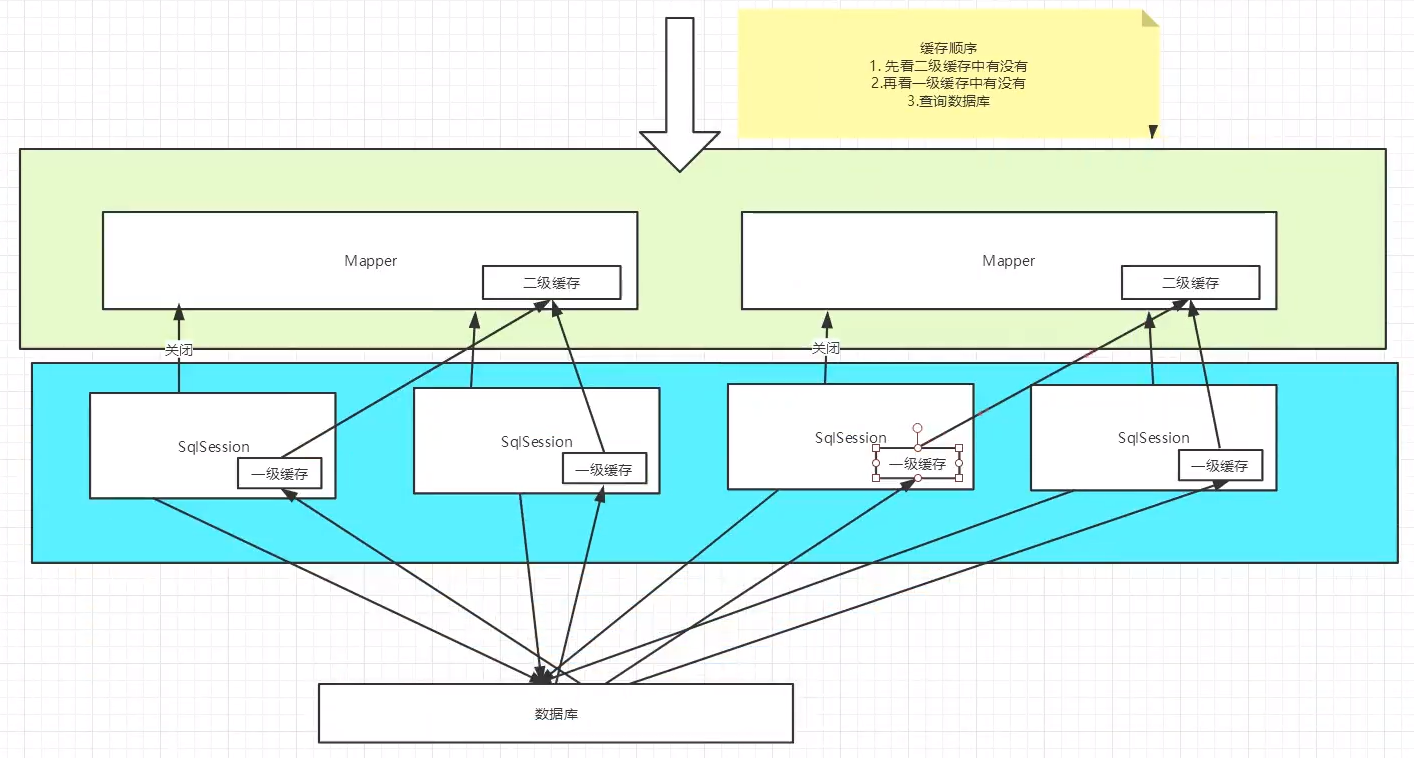 缓存顺序
1. 先看二级缓存中有没有
2.再看一级缓存中有没有
3.查询数据库
Mapper
二级缓存
Mapper
二级缓存
关闭
关闭
SqlSession
一级缓存
SqlSession
一级缓存
SqlSession
一级缓存
SqlSession
一级缓存
数据库